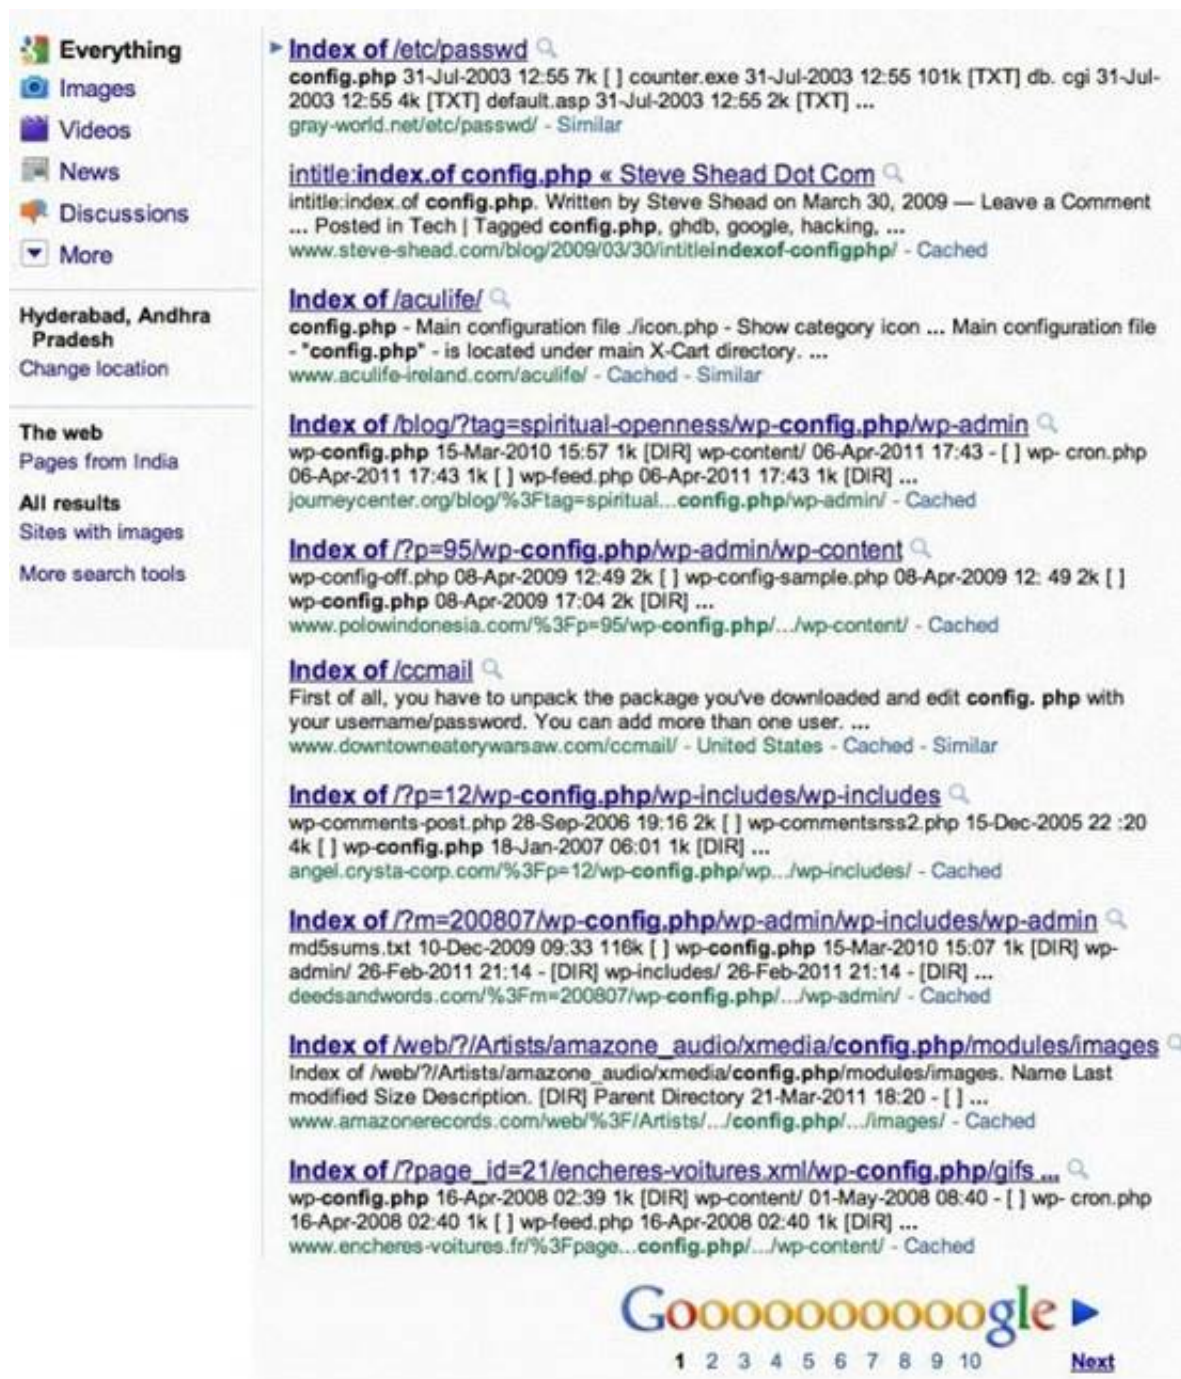 Everything
Images
Videos
News
Discussions
More
Hyderabad, Andhra
Pradesh
Change location
The web
Pages from India
All results
Sites with images
More search tools
Index of /etc/passwd
config.php 31-Jul-2003 12:55 7k [ ] counter.exe 31-Jul-2003 12:55 101k [TXT] db. cgi 31-Jul-
2003 12:55 4k [TXT] default.asp 31-Jul-2003 12:55 2k [TXT] ...
gray-world.net/etc/passwd/ - Similar
intitle:index.of config.php « Steve Shead Dot Com
intitle:index.of config.php. Written by Steve Shead on March 30, 2009 — Leave a Comment
... Posted in Tech | Tagged config.php, ghdb, google, hacking, ...
www.steve-shead.com/blog/2009/03/30/intitleindexof-configphp/ - Cached
Index of /aculife/
config.php - Main configuration file ./icon.php - Show category icon ... Main configuration file
- "config.php" - is located under main X-Cart directory. ...
www.aculife-ireland.com/aculife/ - Cached - Similar
Index of /blog/?tag=spiritual-openness/wp-config.php/wp-admin
wp-config.php 15-Mar-2010 15:57 1k [DIR] wp-content/ 06-Apr-2011 17:43 - [ ] wp- cron.php
06-Apr-2011 17:43 1k [ ] wp-feed.php 06-Apr-2011 17:43 1k [DIR] ...
journeycenter.org/blog/%3Ftag=spiritual...config.php/wp-admin/ - Cached
Index of /?p=95/wp-config.php/wp-admin/wp-content
wp-config-off.php 08-Apr-2009 12:49 2k [ ] wp-config-sample.php 08-Apr-2009 12: 49 2k [ ]
wp-config.php 08-Apr-2009 17:04 2k [DIR] ...
www.polowindonesia.com/%3Fp=95/wp-config.php/.../wp-content/ - Cached
Index of /ccmail
First of all, you have to unpack the package you've downloaded and edit config. php with
your username/password. You can add more than one user. ...
www.downtowneaterywarsaw.com/ccmail/ - United States - Cached - Similar
Index of /?p=12/wp-config.php/wp-includes/wp-includes
wp-comments-post.php 28-Sep-2006 19:16 2k [ ] wp-commentsrss2.php 15-Dec-2005 22 :20
4k [ ] wp-config.php 18-Jan-2007 06:01 1k [DIR] ...
angel.crysta-corp.com/%3Fp=12/wp-config.php/wp.../wp-includes/ - Cached
Index of /?m=200807/wp-config.php/wp-admin/wp-includes/wp-admin
md5sums.txt 10-Dec-2009 09:33 116k [ ] wp-config.php 15-Mar-2010 15:07 1k [DIR] wp-
admin/ 26-Feb-2011 21:14 - [DIR] wp-includes/ 26-Feb-2011 21:14 - [DIR] ...
deedsandwords.com/%3Fm=200807/wp-config.php/.../wp-admin/ - Cached
Index of /web/?/Artists/amazone_audio/xmedia/config.php/modules/images
Index of /web/?/Artists/amazone_audio/xmedia/config.php/modules/images. Name Last
modified Size Description. [DIR] Parent Directory 21-Mar-2011 18:20 - [ ] ...
www.amazonerecords.com/web/%3F/Artists/.../config.php/.../images/ - Cached
Index of /?page_id=21/encheres-voitures.xml/wp-config.php/gifs ...
wp-config.php 16-Apr-2008 02:39 1k [DIR] wp-content/ 01-May-2008 08:40 - [ ] wp- cron.php
16-Apr-2008 02:40 1k [ ] wp-feed.php 16-Apr-2008 02:40 1k [DIR] ...
www.encheres-voitures.fr/%3Fpage...config.php/.../wp-content/ - Cached
Goooooooooogle
1 2 3 4 5 6 7 8 9 10 Next